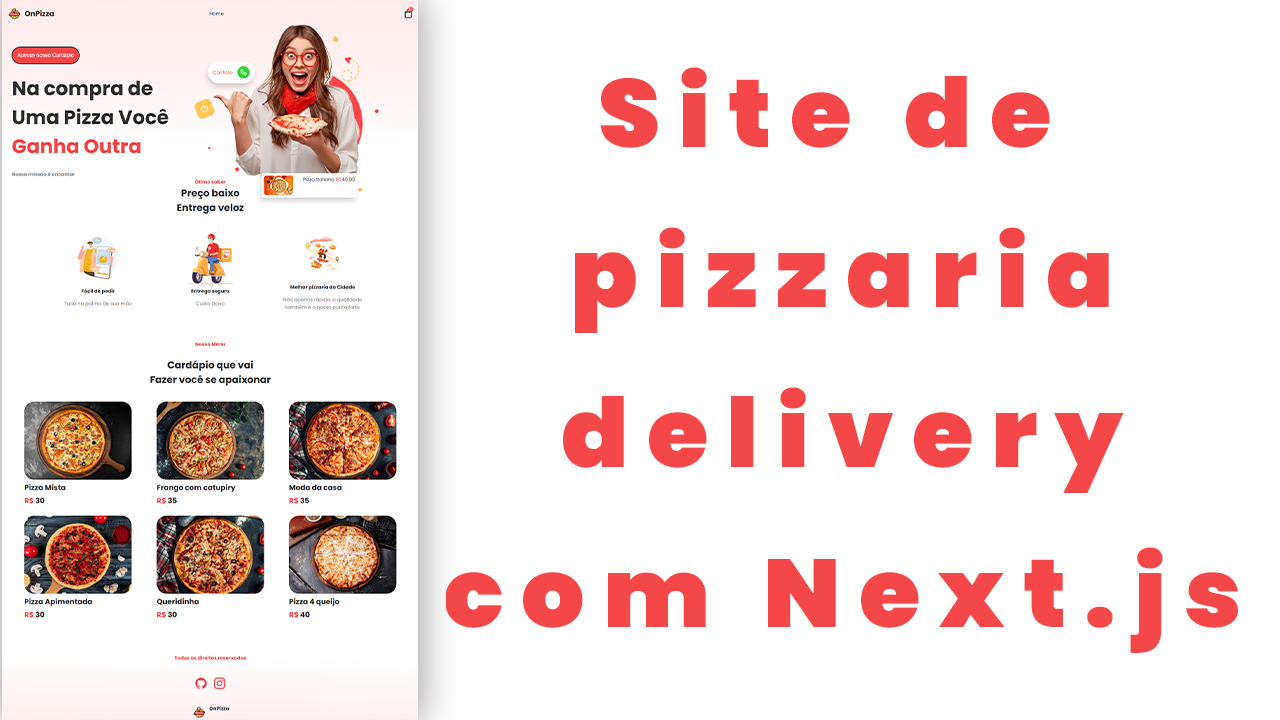 OnPizza
Home
Acesse nosso Cardápio
Contato
Na compra de
Uma Pizza Você
Ganha Outra
Nossa missão é encantar
Pizza Italiana R$40,00
Ótimo sabor
Preço baixo
Entrega veloz
Fácil de pedir
Tudo na palma de sua mão
Entrega segura
Custo baixo
Melhor pizzaria da Cidade
Não apenas rápida, a qualidade
também é o nosso ponto forte
Nosso Menu
Cardápio que vai
Fazer você se apaixonar
Pizza Mista
R$ 30
Frango com catupiry
R$ 35
Moda da casa
R$ 35
Pizza Apimentada
R$ 30
Queridinha
R$ 30
Pizza 4 queijo
R$ 40
Todos os direitos reservados
OnPizza
Site de
pizzaria
delivery
com Next.js